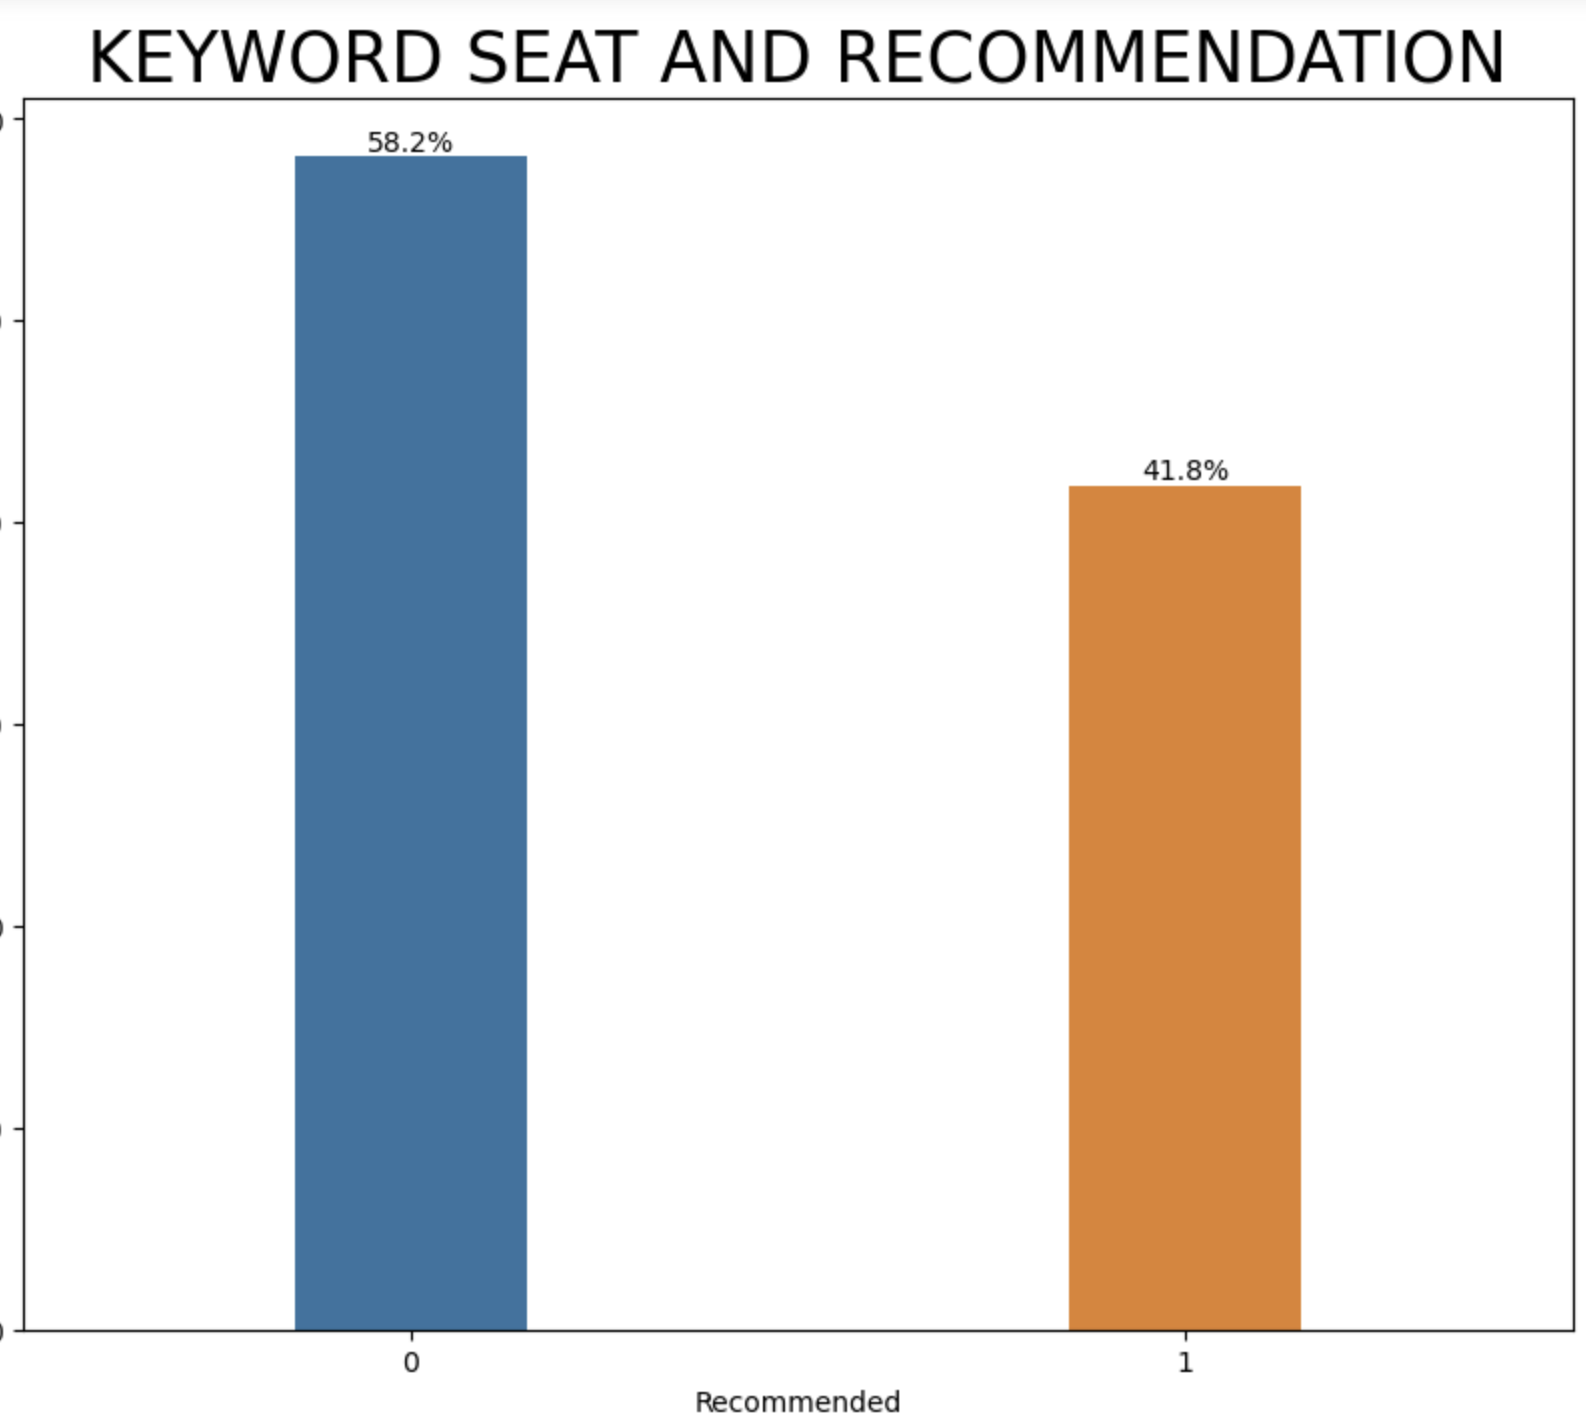 KEYWORD SEAT AND RECOMMENDATION
58.2%
41.8%
0
1
Recommended